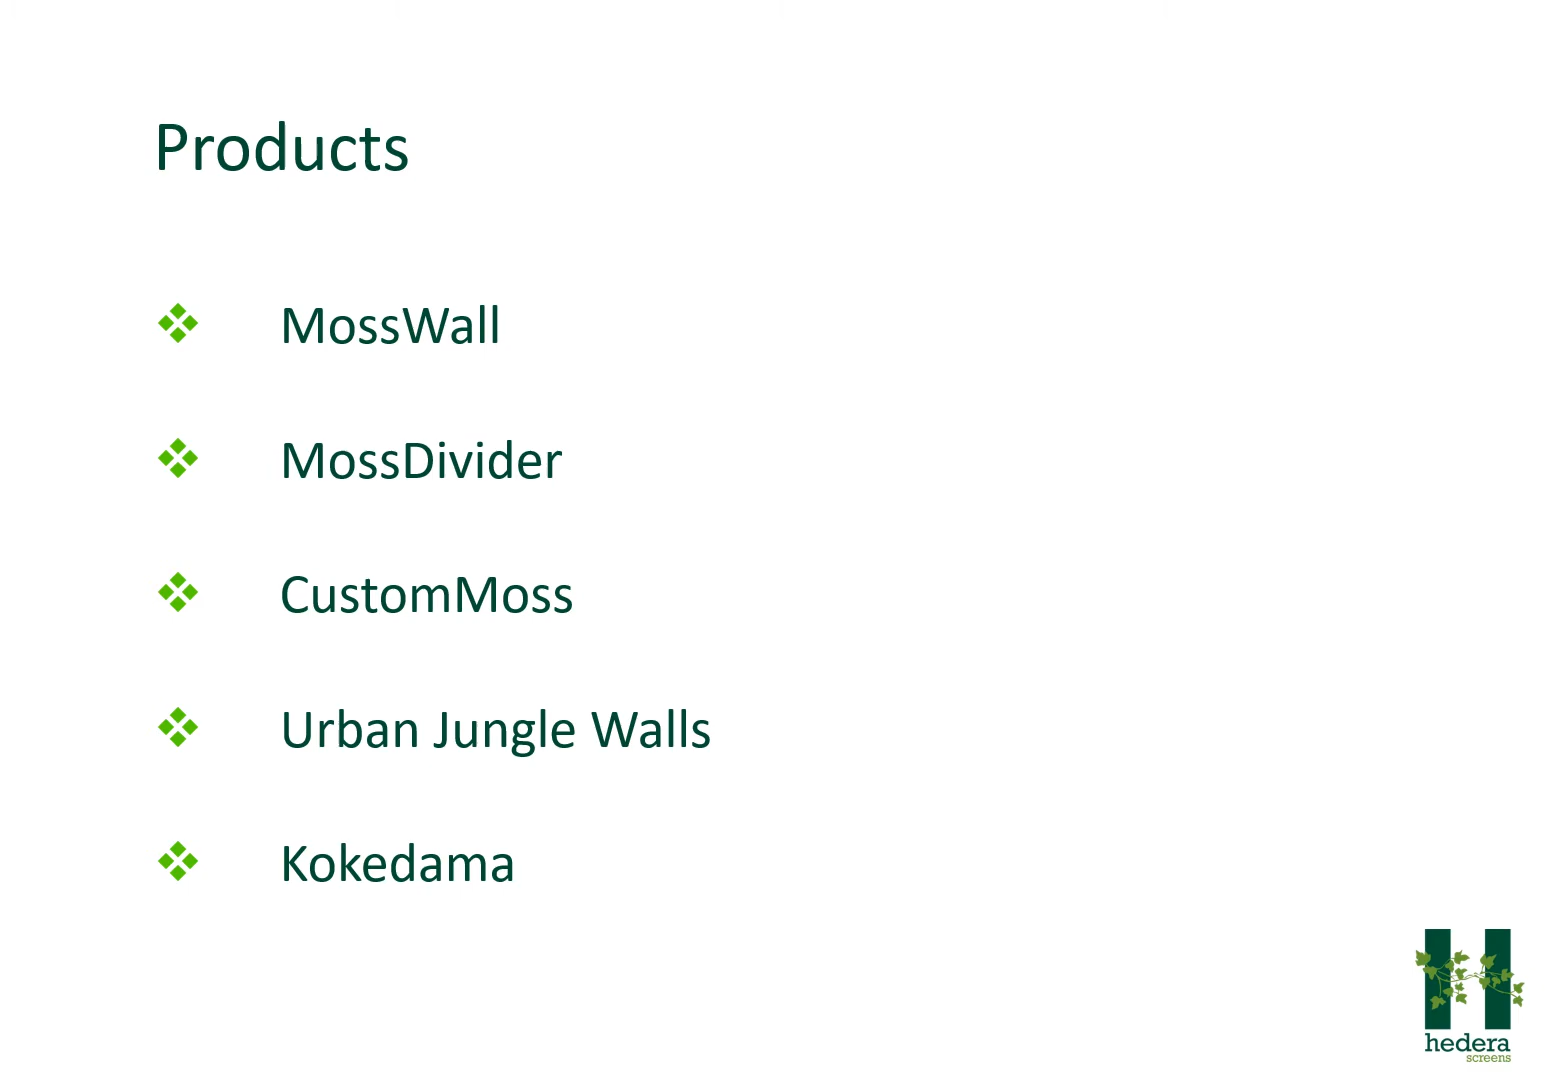 Products
MossWall
MossDivider
CustomMoss
Urban Jungle Walls
Kokedama
hedera
screens